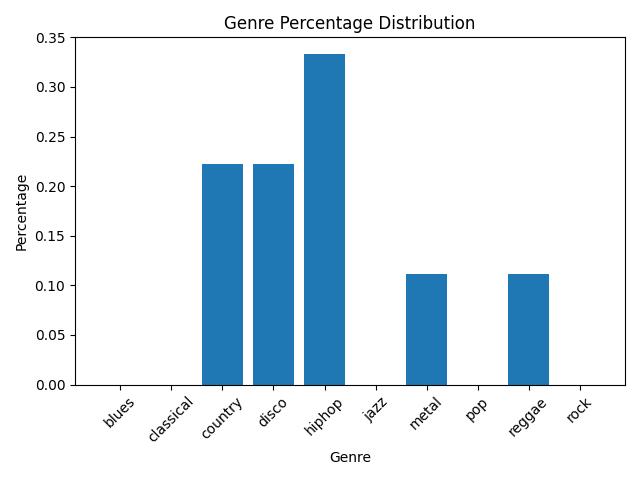 Genre Percentage Distribution
Percentage
0.35
0.30
0.25
0.20
0.15
0.10
0.05
0.00
blues
classical
country
disco
hiphop
jazz
metal
pop
reggae
rock
Genre